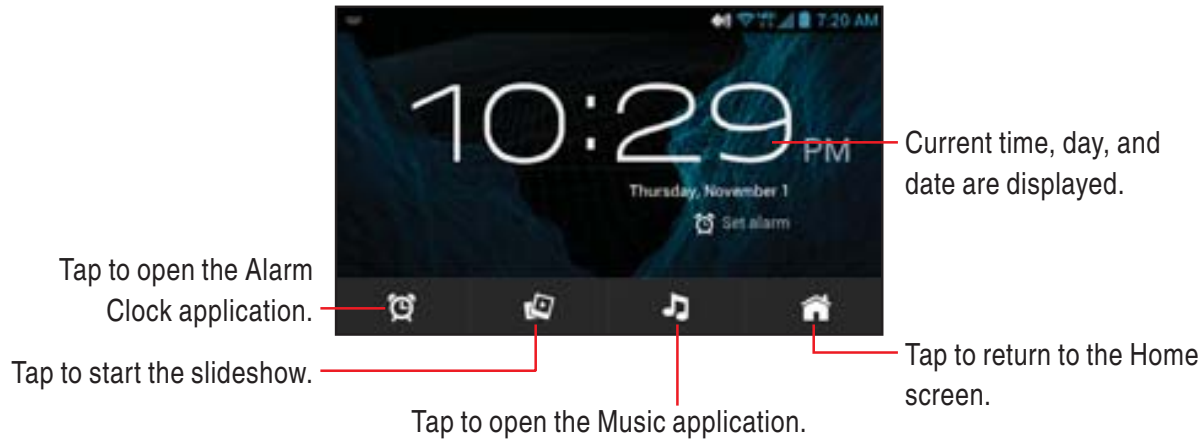 7:20 AM
10:29 PM
Thursday, November 1
Set alarm
Current time, day, and
date are displayed.
Tap to open the Alarm
Clock application.
Tap to start the slideshow.
Tap to open the Music application.
Tap to return to the Home
screen.